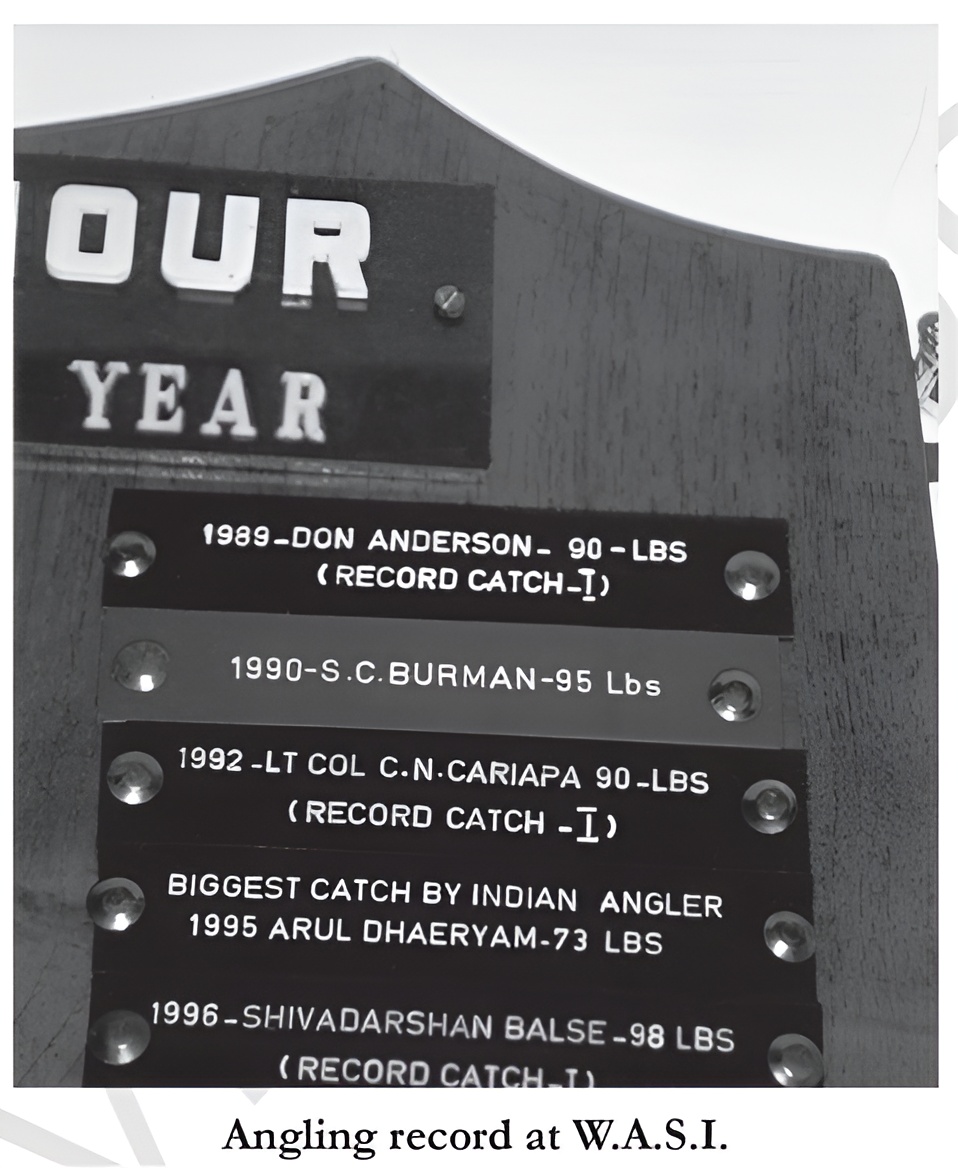 OUR
YEAR
1989-DON ANDERSON- 90-LBS
(RECORD CATCH-I)
1990-S.C.BURMAN-95 Lbs
1992-LT COL C.N.CARIAPA 90-LBS
(RECORD CATCH -I)
BIGGEST CATCH BY INDIAN ANGLER
1995 ARUL DHAERYAM-73 LBS
1996-SHIVADARSHAN BALSE-98 LBS
(RECORD CATCH-I)
Angling record at W.A.S.I.